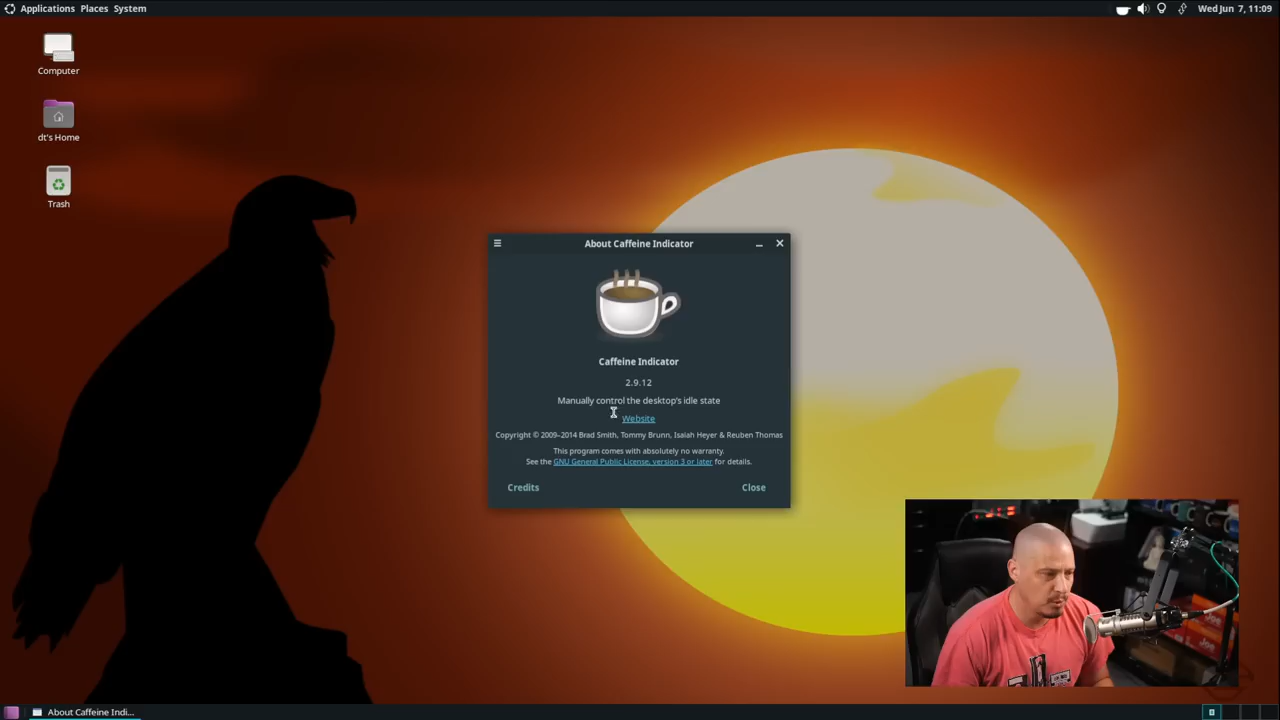 Applications Places System
Wed Jun 7, 11:09
Computer
dt's Home
Trash
About Caffeine Indicator
Caffeine Indicator
2.9.12
Manually control the desktop's idle state
Website
Copyright © 2009–2014 Brad Smith, Tommy Brunn, Isaiah Heyer & Reuben Thomas
This program comes with absolutely no warranty.
See the GNU General Public License, version 3 or later for details.
Credits
Close
About Caffeine Indi...